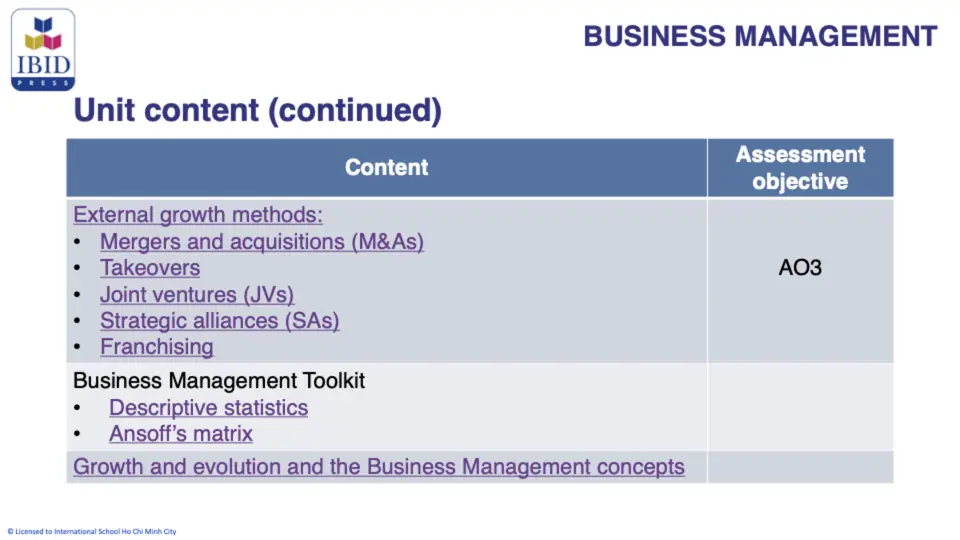 IBID
PRESS
BUSINESS MANAGEMENT
Unit content (continued)
Content
Assessment
objective
External growth methods:
• Mergers and acquisitions (M&As)
• Takeovers
• Joint ventures (JVs)
• Strategic alliances (SAs)
• Franchising
AO3
Business Management Toolkit
• Descriptive statistics
• Ansoff’s matrix
Growth and evolution and the Business Management concepts
© Licensed to International School Ho Chi Minh City